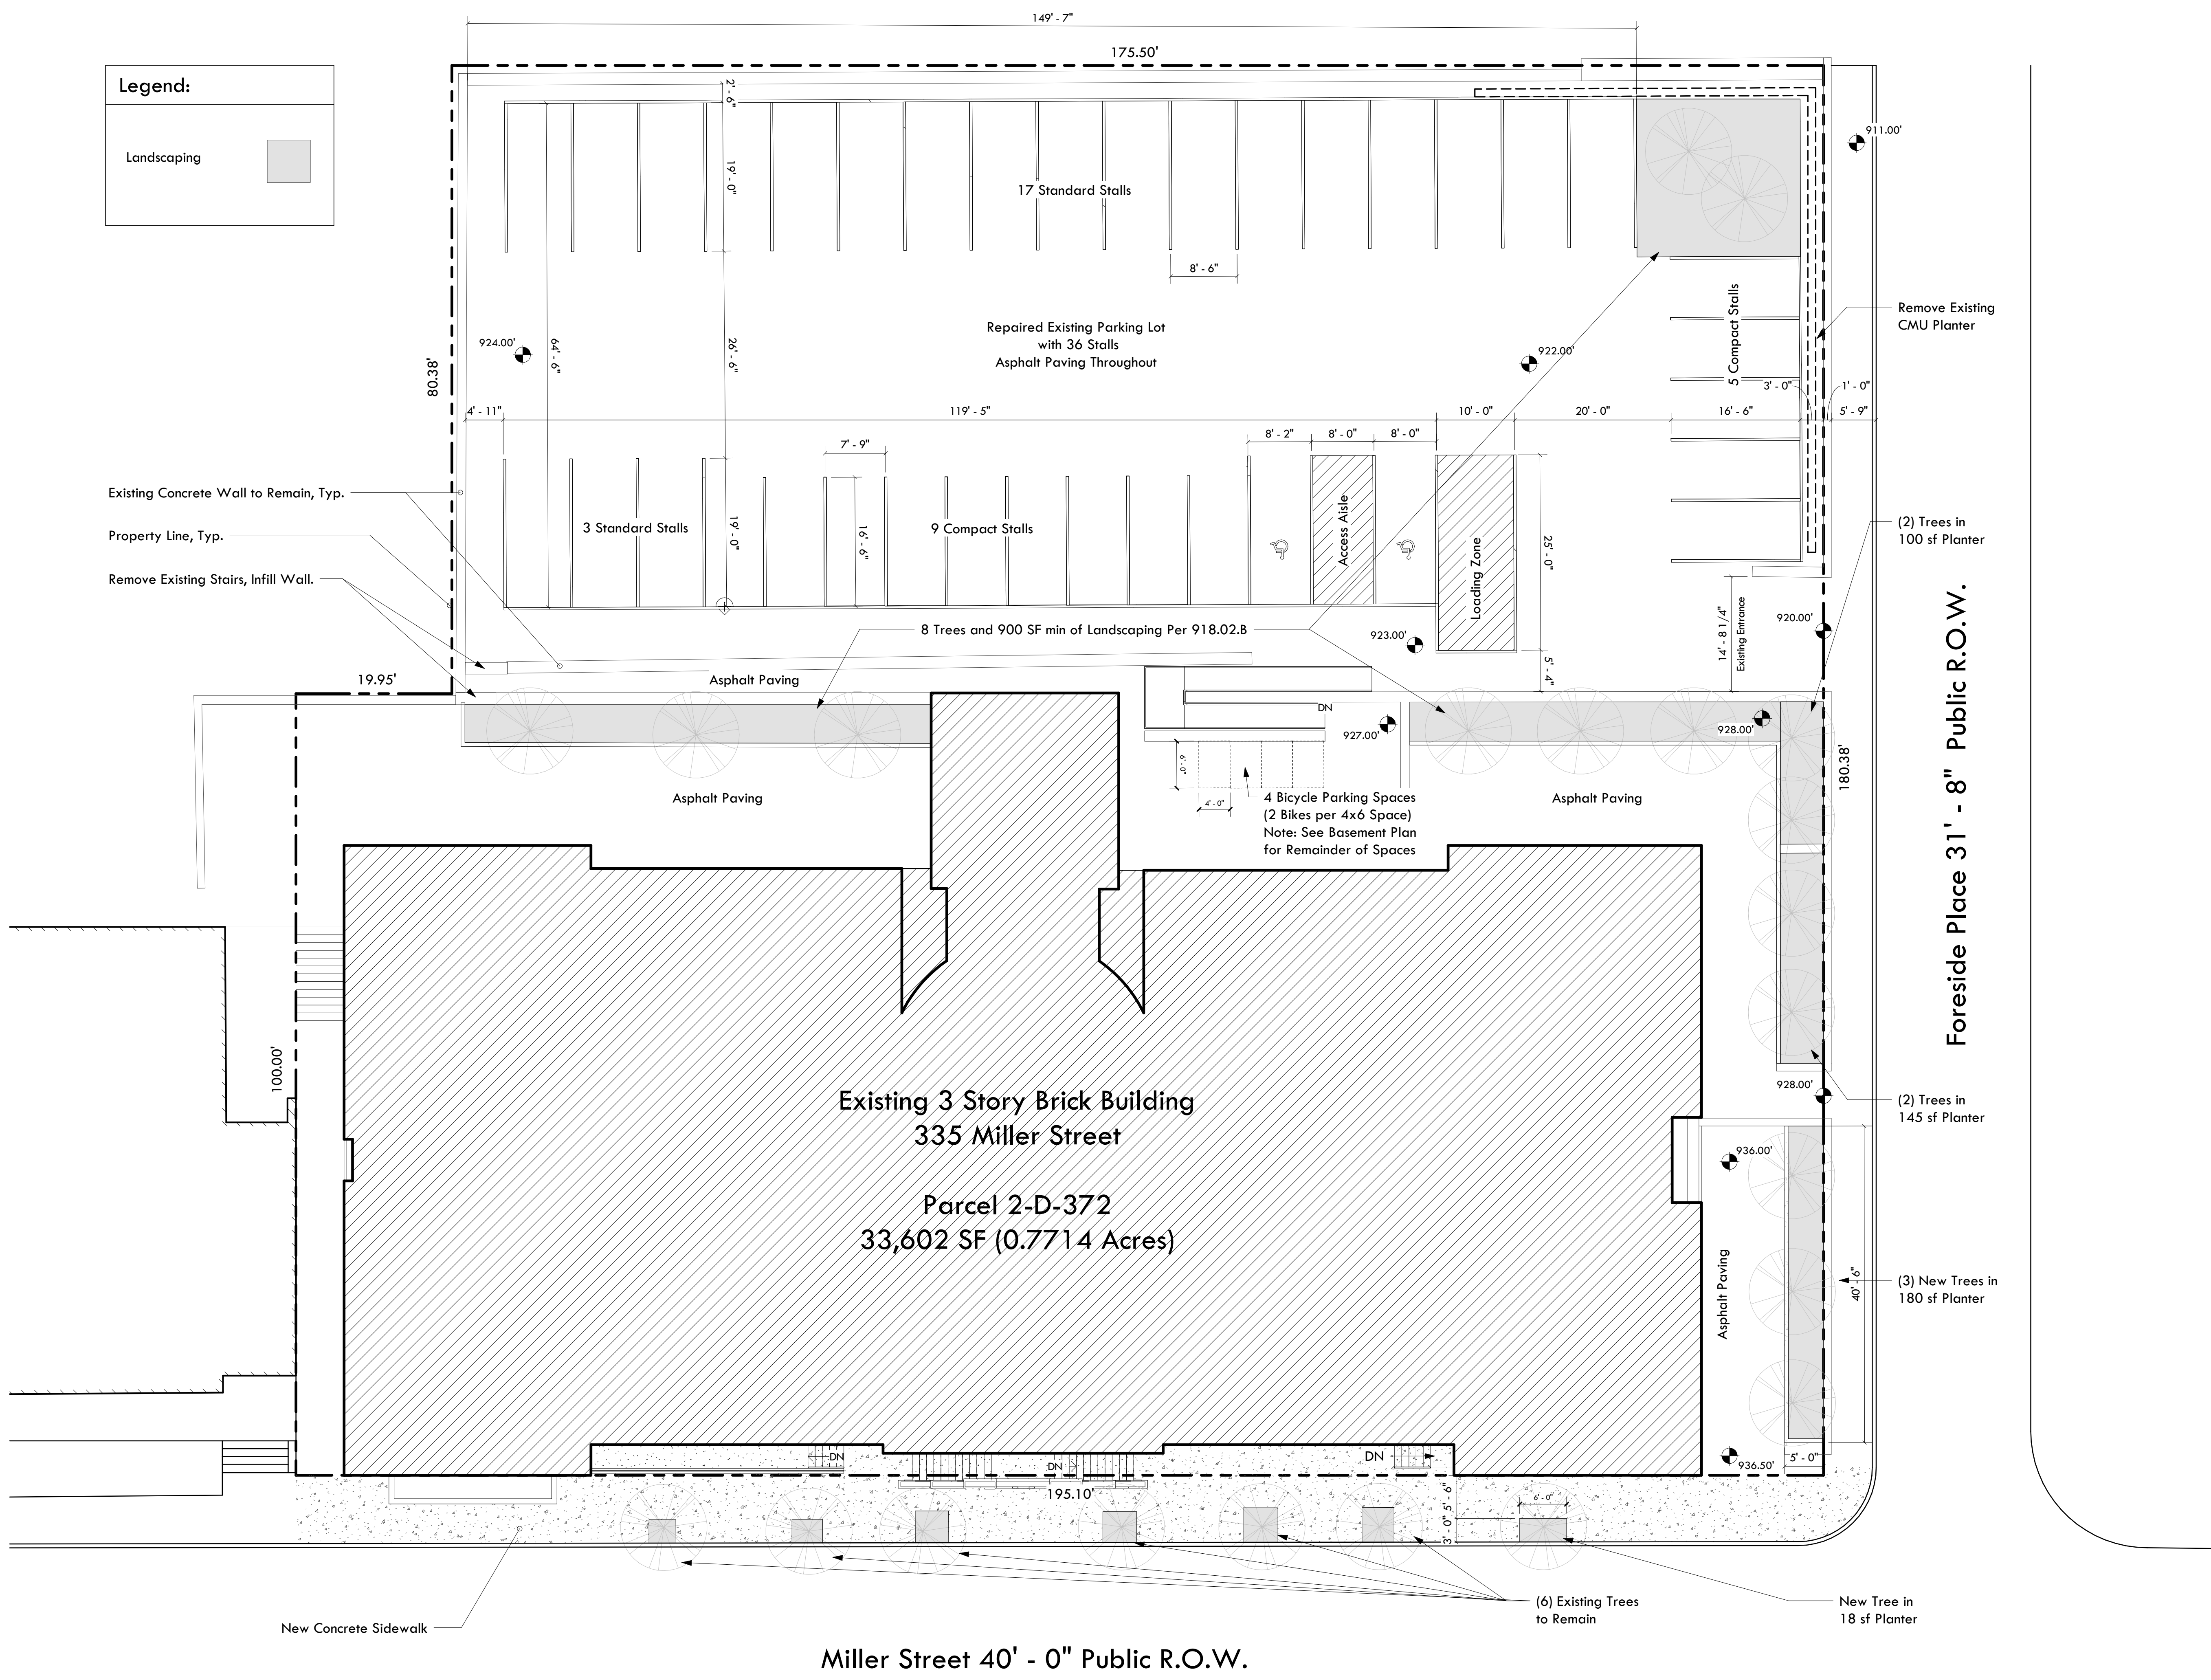 149' - 7"
175.50'
Legend:
Landscaping
2' - 6"
19' - 0"
17 Standard Stalls
911.00'
8' - 6"
5 Compact Stalls
Remove Existing
CMU Planter
Repaired Existing Parking Lot
with 36 Stalls
Asphalt Paving Throughout
924.00'
64' - 6"
26' - 6"
922.00'
80.38'
3' - 0"
1' - 0"
4' - 11"
119' - 5"
10' - 0"
20' - 0"
16' - 6"
5' - 9"
7' - 9"
8' - 2"
8' - 0"
8' - 0"
Existing Concrete Wall to Remain, Typ.
Property Line, Typ.
Remove Existing Stairs, Infill Wall.
3 Standard Stalls
19' - 0"
16' - 6"
9 Compact Stalls
Access Aisle
Loading Zone
25' - 0"
(2) Trees in
100 sf Planter
14' - 8 1/4"
Existing Entrance
920.00'
8 Trees and 900 SF min of Landscaping Per 918.02.B
923.00'
5' - 4"
19.95'
Asphalt Paving
DN
927.00'
928.00'
180.38'
Foreside Place 31' - 8" Public R.O.W.
6' - 0"
4' - 0"
Asphalt Paving
4 Bicycle Parking Spaces
(2 Bikes per 4x6 Space)
Note: See Basement Plan
for Remainder of Spaces
Asphalt Paving
100.00'
Existing 3 Story Brick Building
335 Miller Street
Parcel 2-D-372
33,602 SF (0.7714 Acres)
928.00'
(2) Trees in
145 sf Planter
936.00'
Asphalt Paving
40' - 6"
(3) New Trees in
180 sf Planter
DN
DN
DN
936.50'
5' - 0"
195.10'
5' - 6"
3' - 0"
6' - 0"
(6) Existing Trees
to Remain
New Tree in
18 sf Planter
New Concrete Sidewalk
Miller Street 40' - 0" Public R.O.W.